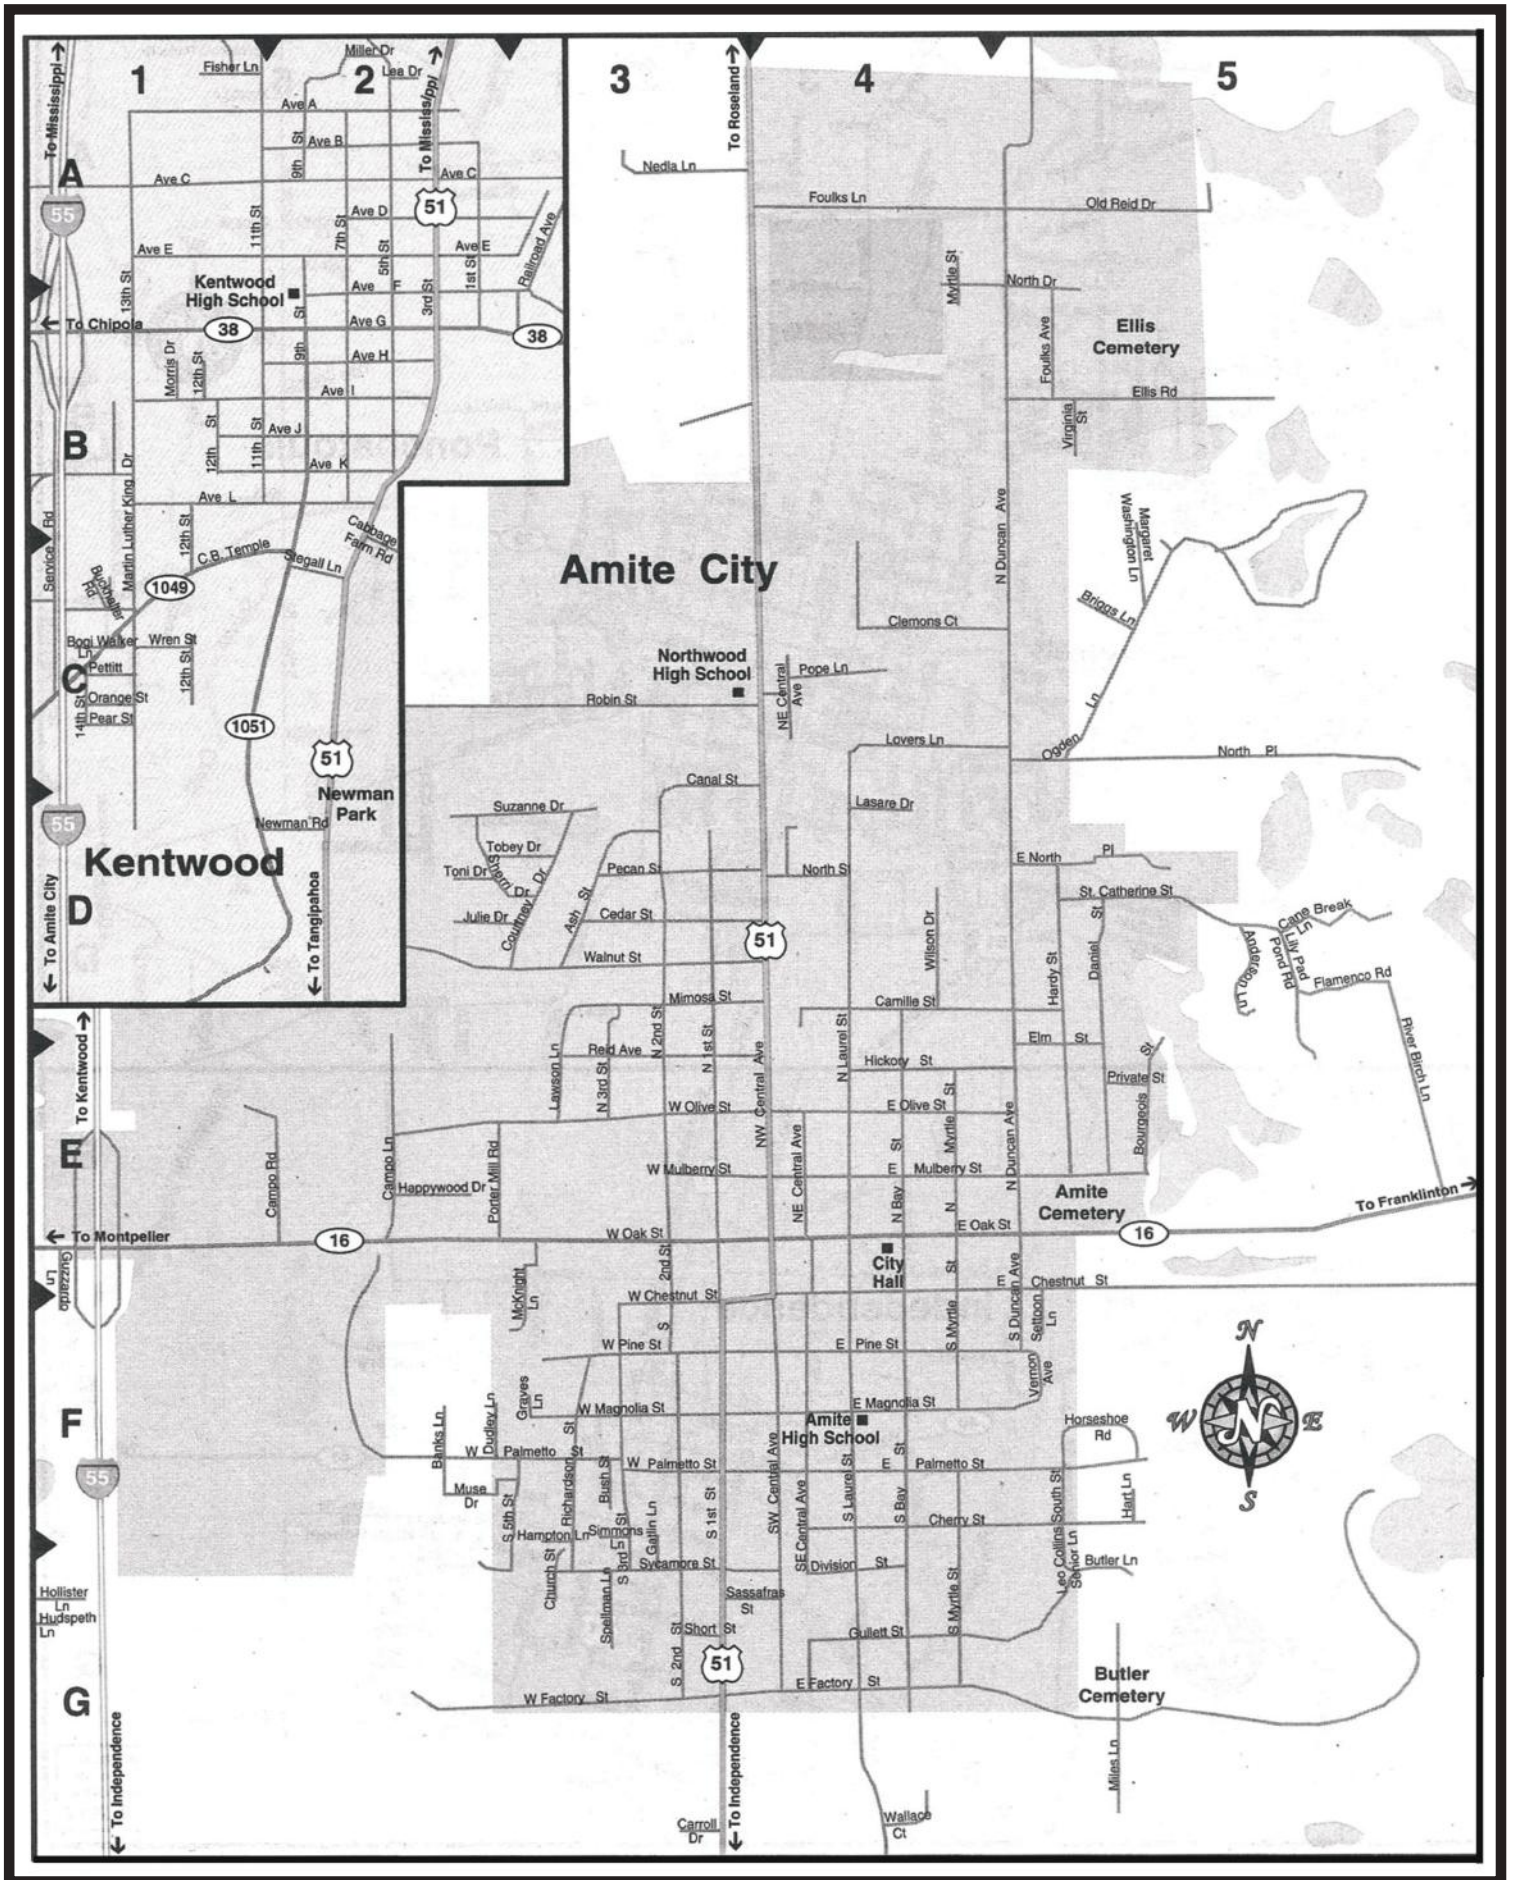 1
2
3
4
5
A
B
C
D
E
F
G
To Mississippi
Fisher Ln
Miller Dr
Lea Dr
To Mississippi
Ave A
9th St
Ave B
Ave C
Ave C
55
11th St
7th St
Ave D
51
5th St
Ave E
Ave E
1st St
Railroad Ave
13th St
Kentwood
High School
Ave F
3rd St
9th St
To Chipola
38
Ave G
38
Morris Dr
12th St
Ave H
Ave I
12th St
11th St
Ave J
Ave K
Martin Luther King Dr
Ave L
Service Rd
12th St
C.B. Temple
Stegall Ln
Cabbage
Farm Rd
1049
Buckhalter
Rd
Bogi Walker
Ln
Wren St
12th St
Pettitt
Orange St
14th St
Pear St
1051
51
Newman
Park
Newman Rd
55
Kentwood
To Amite City
To Tangipahoa
To Roseland
Nedla Ln
Foulks Ln
Old Reid Dr
Myrtle St
North Dr
Foulks Ave
Ellis
Cemetery
Ellis Rd
Virginia
St
N Duncan Ave
Margaret
Washington Ln
Briggs Ln
Amite City
Clemons Ct
Northwood
High School
Pope Ln
NE Central
Ave
Robin St
Lovers Ln
Ogden Ln
North Pl
Canal St
Lasare Dr
Suzanne Dr
Tobey Dr
Toni Dr
Sherri Dr
Courtney Dr
Julie Dr
Ash St
Pecan St
Cedar St
Walnut St
North St
E North Pl
St. Catherine St
51
Wilson Dr
Hardy St
Daniel St
Cane Break
Ln
Lily Pad
Pond Rd
Anderson Ln
Flamenco Rd
River Birch Ln
Mimosa St
Camille St
N 2nd St
N 1st St
Lawson Ln
Reid Ave
N 3rd St
NW Central Ave
N Laurel St
Hickory St
Elm St
Private St
Bourgeois St
To Kentwood
W Olive St
E Olive St
Myrtle St
N Duncan Ave
Campo Rd
Campo Ln
Happywood Dr
Porter Mill Rd
W Mulberry St
E Mulberry St
NE Central Ave
N Bay St
N
Amite
Cemetery
To Franklinton
To Montpelier
16
W Oak St
E Oak St
16
Guzzardo
Ln
McKnight
Ln
S 2nd St
City
Hall
W Chestnut St
E Chestnut St
S Myrtle St
S Duncan Ave
Settoon
Ln
W Pine St
E Pine St
Vernon
Ave
N
W
N
E
S
Graves
Ln
W Magnolia St
E Magnolia St
Amite
High School
Horseshoe
Rd
Banks Ln
Dudley Ln
W Palmetto St
W Palmetto St
E Palmetto St
55
Muse
Dr
S 5th St
Richardson St
Bush St
S 1st St
SW Central Ave
SE Central Ave
S Laurel St
S Bay St
Leo Collins South St
Senior Ln
Hart Ln
Hampton Ln
Simmons
Ln
Gatlin Ln
Cherry St
Church St
S 3rd St
Sycamore St
Division St
Butler Ln
Hollister
Ln
Hudspeth
Ln
Spellman Ln
Sassafras
St
S Myrtle St
Short St
Gullett St
S 2nd St
51
E Factory St
W Factory St
Butler
Cemetery
Miles Ln
To Independence
To Independence
Carroll
Dr
Wallace
Ct